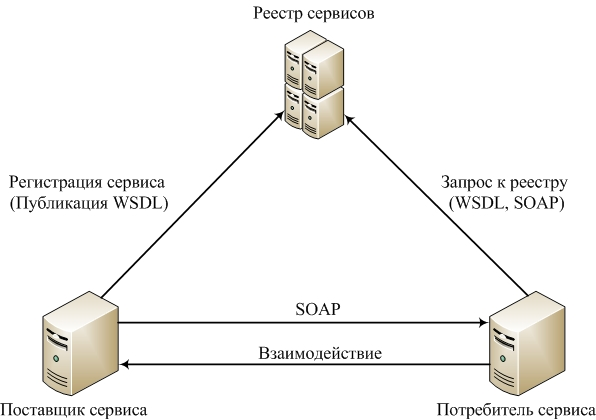 Реестр сервисов
Регистрация сервиса
(Публикация WSDL)
Запрос к реестру
(WSDL, SOAP)
SOAP
Взаимодействие
Поставщик сервиса
Потребитель сервиса